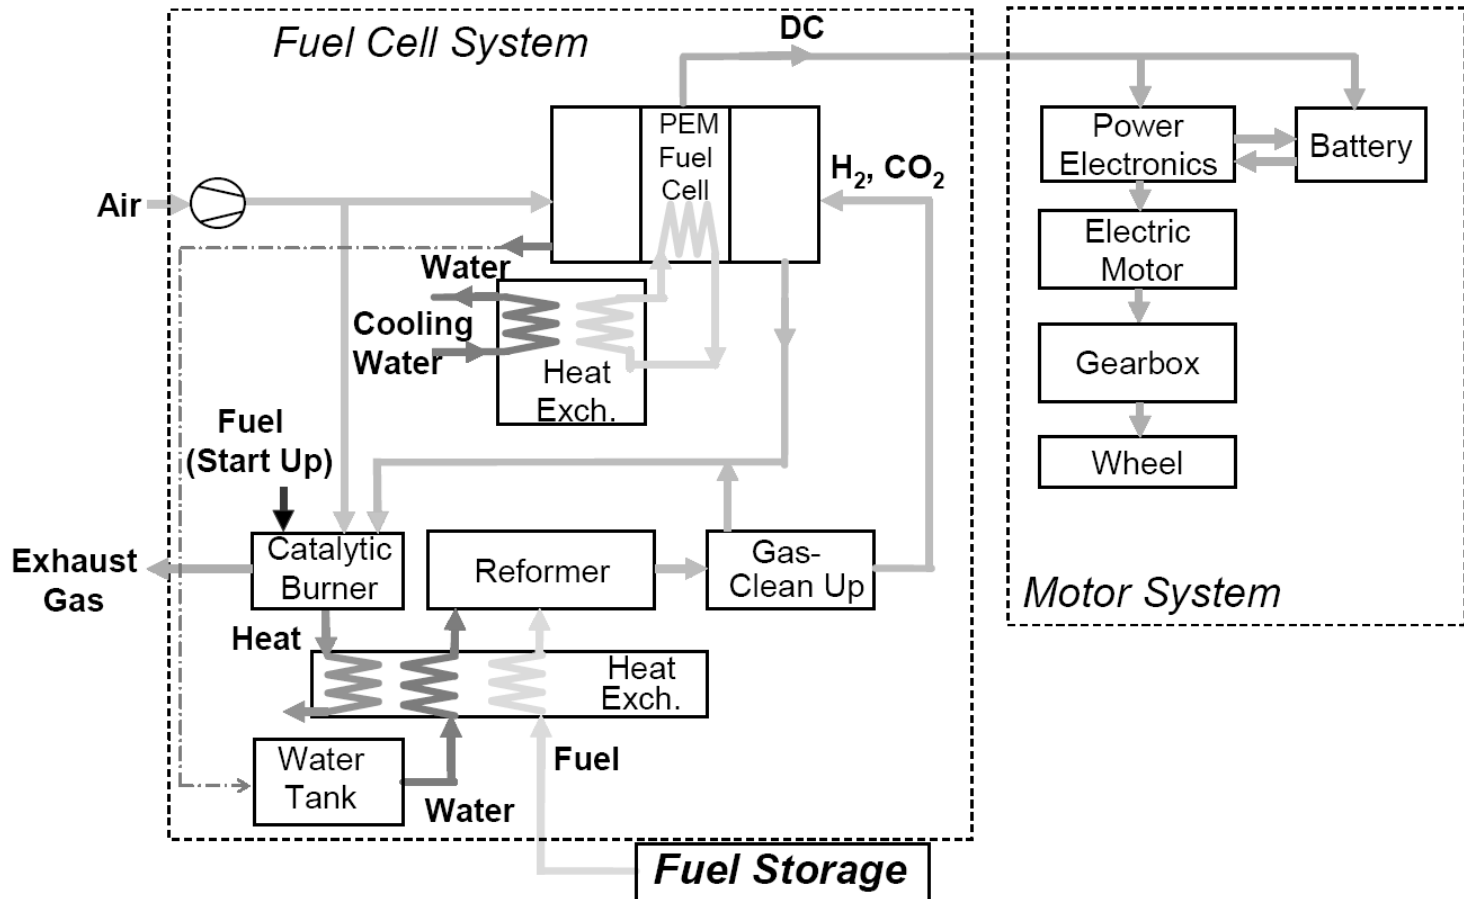 Fuel Cell System
DC
PEM
Fuel
Cell
H2, CO2
Power
Electronics
Battery
Air
Electric
Motor
Water
Cooling
Water
Heat
Exch.
Gearbox
Fuel
(Start Up)
Wheel
Exhaust
Gas
Catalytic
Burner
Reformer
Gas-
Clean Up
Motor System
Heat
Heat
Exch.
Water
Tank
Fuel
Water
Fuel Storage